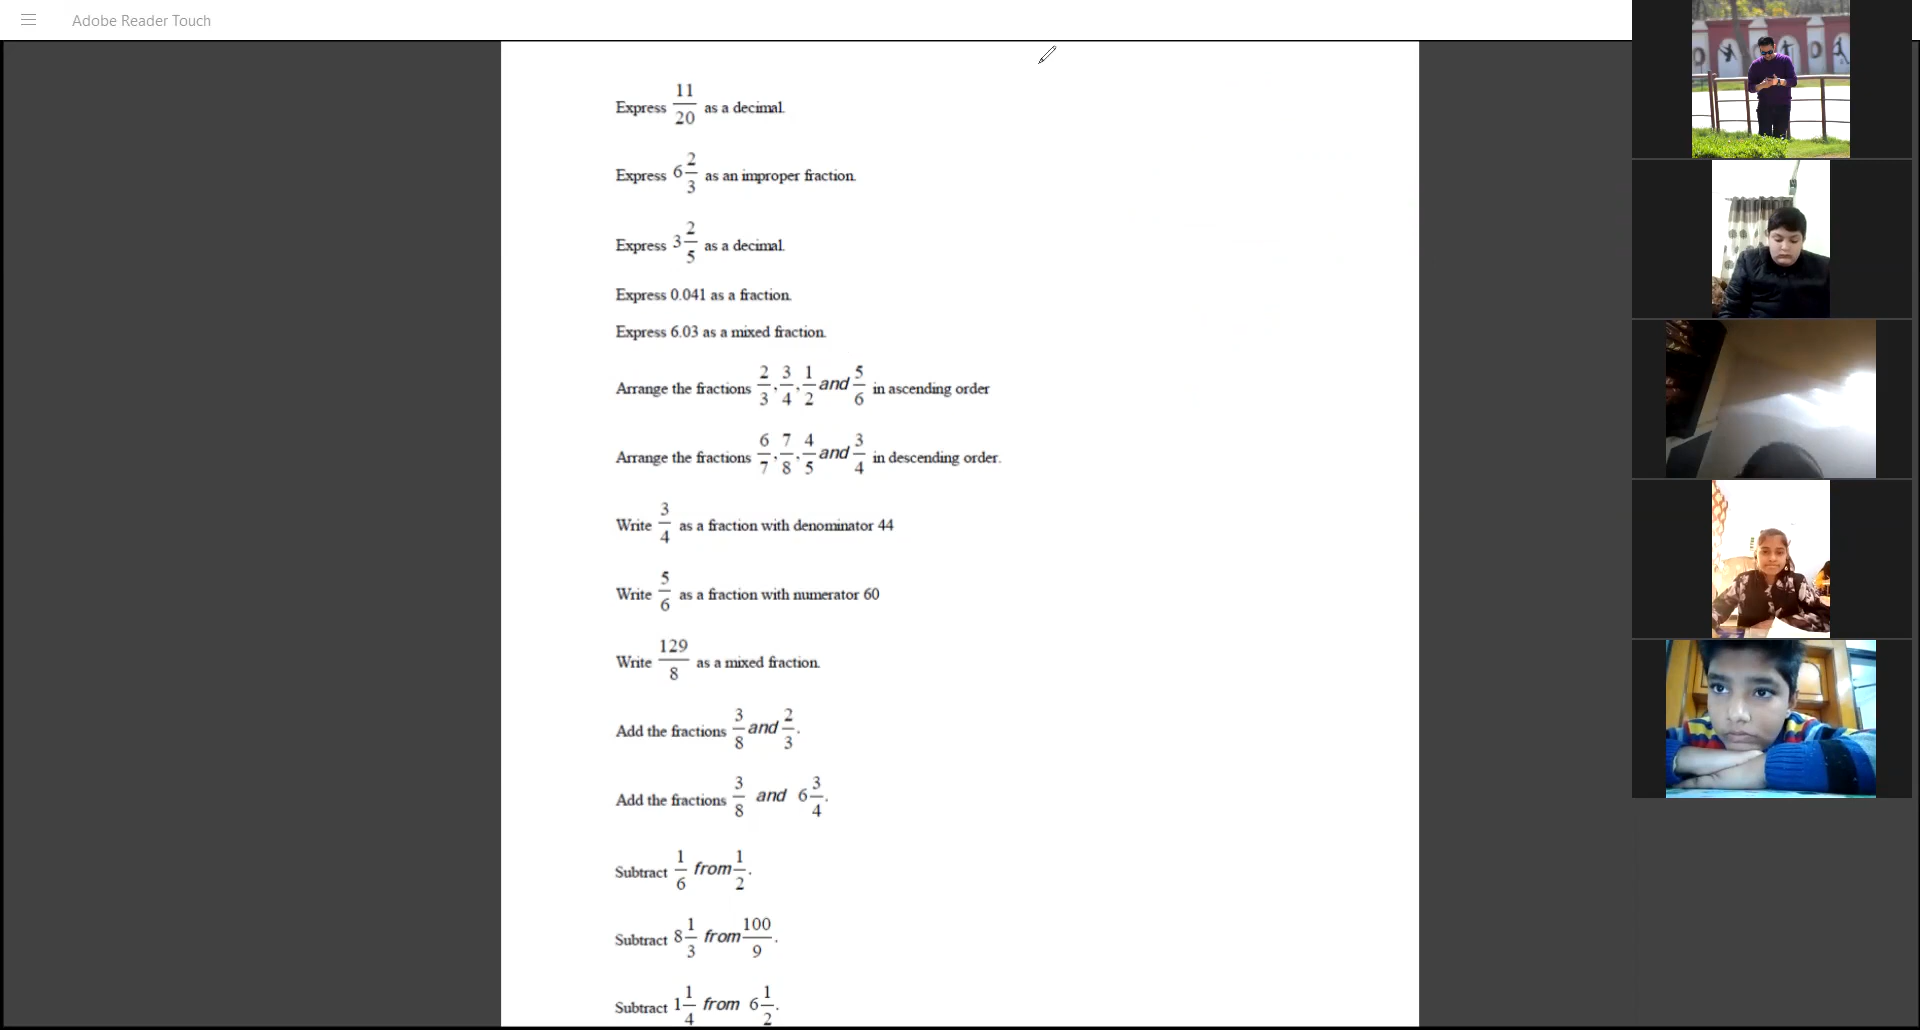 Adobe Reader Touch
Express 11/20 as a decimal.
Express 6 2/3 as an improper fraction.
Express 3 2/5 as a decimal.
Express 0.041 as a fraction.
Express 6.03 as a mixed fraction.
Arrange the fractions 2/3, 3/4, 1/2 and 5/6 in ascending order
Arrange the fractions 6/7, 7/8, 4/5 and 3/4 in descending order.
Write 3/4 as a fraction with denominator 44
Write 5/6 as a fraction with numerator 60
Write 129/8 as a mixed fraction.
Add the fractions 3/8 and 2/3.
Add the fractions 3/8 and 6 3/4.
Subtract 1/6 from 1/2.
Subtract 8 1/3 from 100/9.
Subtract 1 1/4 from 6 1/2.